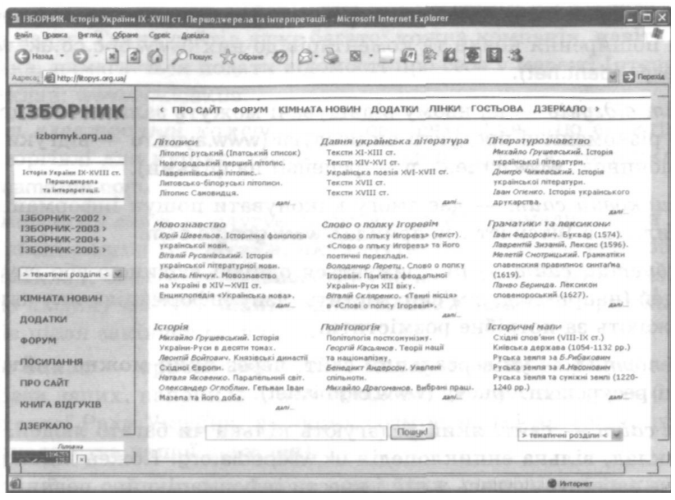 ІЗБОРНИК. Історія України IX-XVIII ст. Першоджерела та інтерпретації. - Microsoft Internet Explorer
Файл Правка Вигляд Обране Сервіс Довідка
Назад Пошук Обране
Адреса http://litopys.org.ua/ Перехід
ІЗБОРНИК
izbornyk.org.ua
Історія України IX-XVIII ст.
Першоджерела
та інтерпретації.
ІЗБОРНИК-2002 >
ІЗБОРНИК-2003 >
ІЗБОРНИК-2004 >
ІЗБОРНИК-2005 >
> тематичні розділи <
КІМНАТА НОВИН
ДОДАТКИ
ФОРУМ
ПОСИЛАННЯ
ПРО САЙТ
КНИГА ВІДГУКІВ
ДЗЕРКАЛО
< ПРО САЙТ ФОРУМ КІМНАТА НОВИН ДОДАТКИ ЛІНКИ ГОСТЬОВА ДЗЕРКАЛО >
Літописи
Літопис руський (Іпатський список)
Новгородський перший літопис.
Лаврентіївський літопис.
Литовсько-білоруські літописи.
Літопис Самовидця.
далі...
Давня українська література
Тексти XI-XIII ст.
Тексти XIV-XVI ст.
Українська поезія XVI-XVII ст.
Тексти XVII ст.
Тексти XVIII ст.
далі...
Літературознавство
Михайло Грушевський. Історія
української літератури.
Дмитро Чижевський. Історія
української літератури.
Іван Огієнко. Історія українського
друкарства.
далі...
Мовознавство
Юрій Шевельов. Історична фонологія
української мови.
Віталій Русанівський. Історія
української літературної мови.
Василь Німчук. Мовознавство
на Україні в XIV—XVII ст.
Енциклопедія «Українська мова».
далі...
Слово о полку Ігоревім
«Слово о плъку Игореве» (текст).
«Слово о плъку Игореве» та його
поетичні переклади.
Володимир Перетц. Слово о полку
Ігоревім. Пам'ятка феодальної
України-Руси XII віку.
Віталій Скляренко. «Темні місця»
в «Слові о полку Ігоревім».
далі...
Граматики та лексикони
Іван Федорович. Буквар (1574).
Лаврентій Зизаній. Лексис (1596).
Мелетій Смотрицький. Грамматіки
славенския правилное синтаґма
(1619).
Памво Беринда. Лексикон
словеноросський (1627).
далі...
Історія
Михайло Грушевський. Історія
України-Руси в десяти томах.
Леонтій Войтович. Князівські династії
Східної Європи.
Наталя Яковенко. Паралельний світ.
Олександер Оглоблин. Гетьман Іван
Мазепа та його доба.
далі...
Політологія
Політологія посткомунізму.
Георгій Касьянов. Теорії нації
та націоналізму.
Бенедикт Андерсон. Уявлені
спільноти.
Михайло Драгоманов. Вибрані праці.
далі...
Історичні мапи
Східні слов'яни (VIII-IX ст.)
Київська держава (1054-1132 рр.)
Руська земля за Б.Рибаковим
Руська земля за А.Насоновим
Руська земля та сумежні землі (1220-
1240 рр.)
далі...
Пошук!
> тематичні розділи <
Интернет